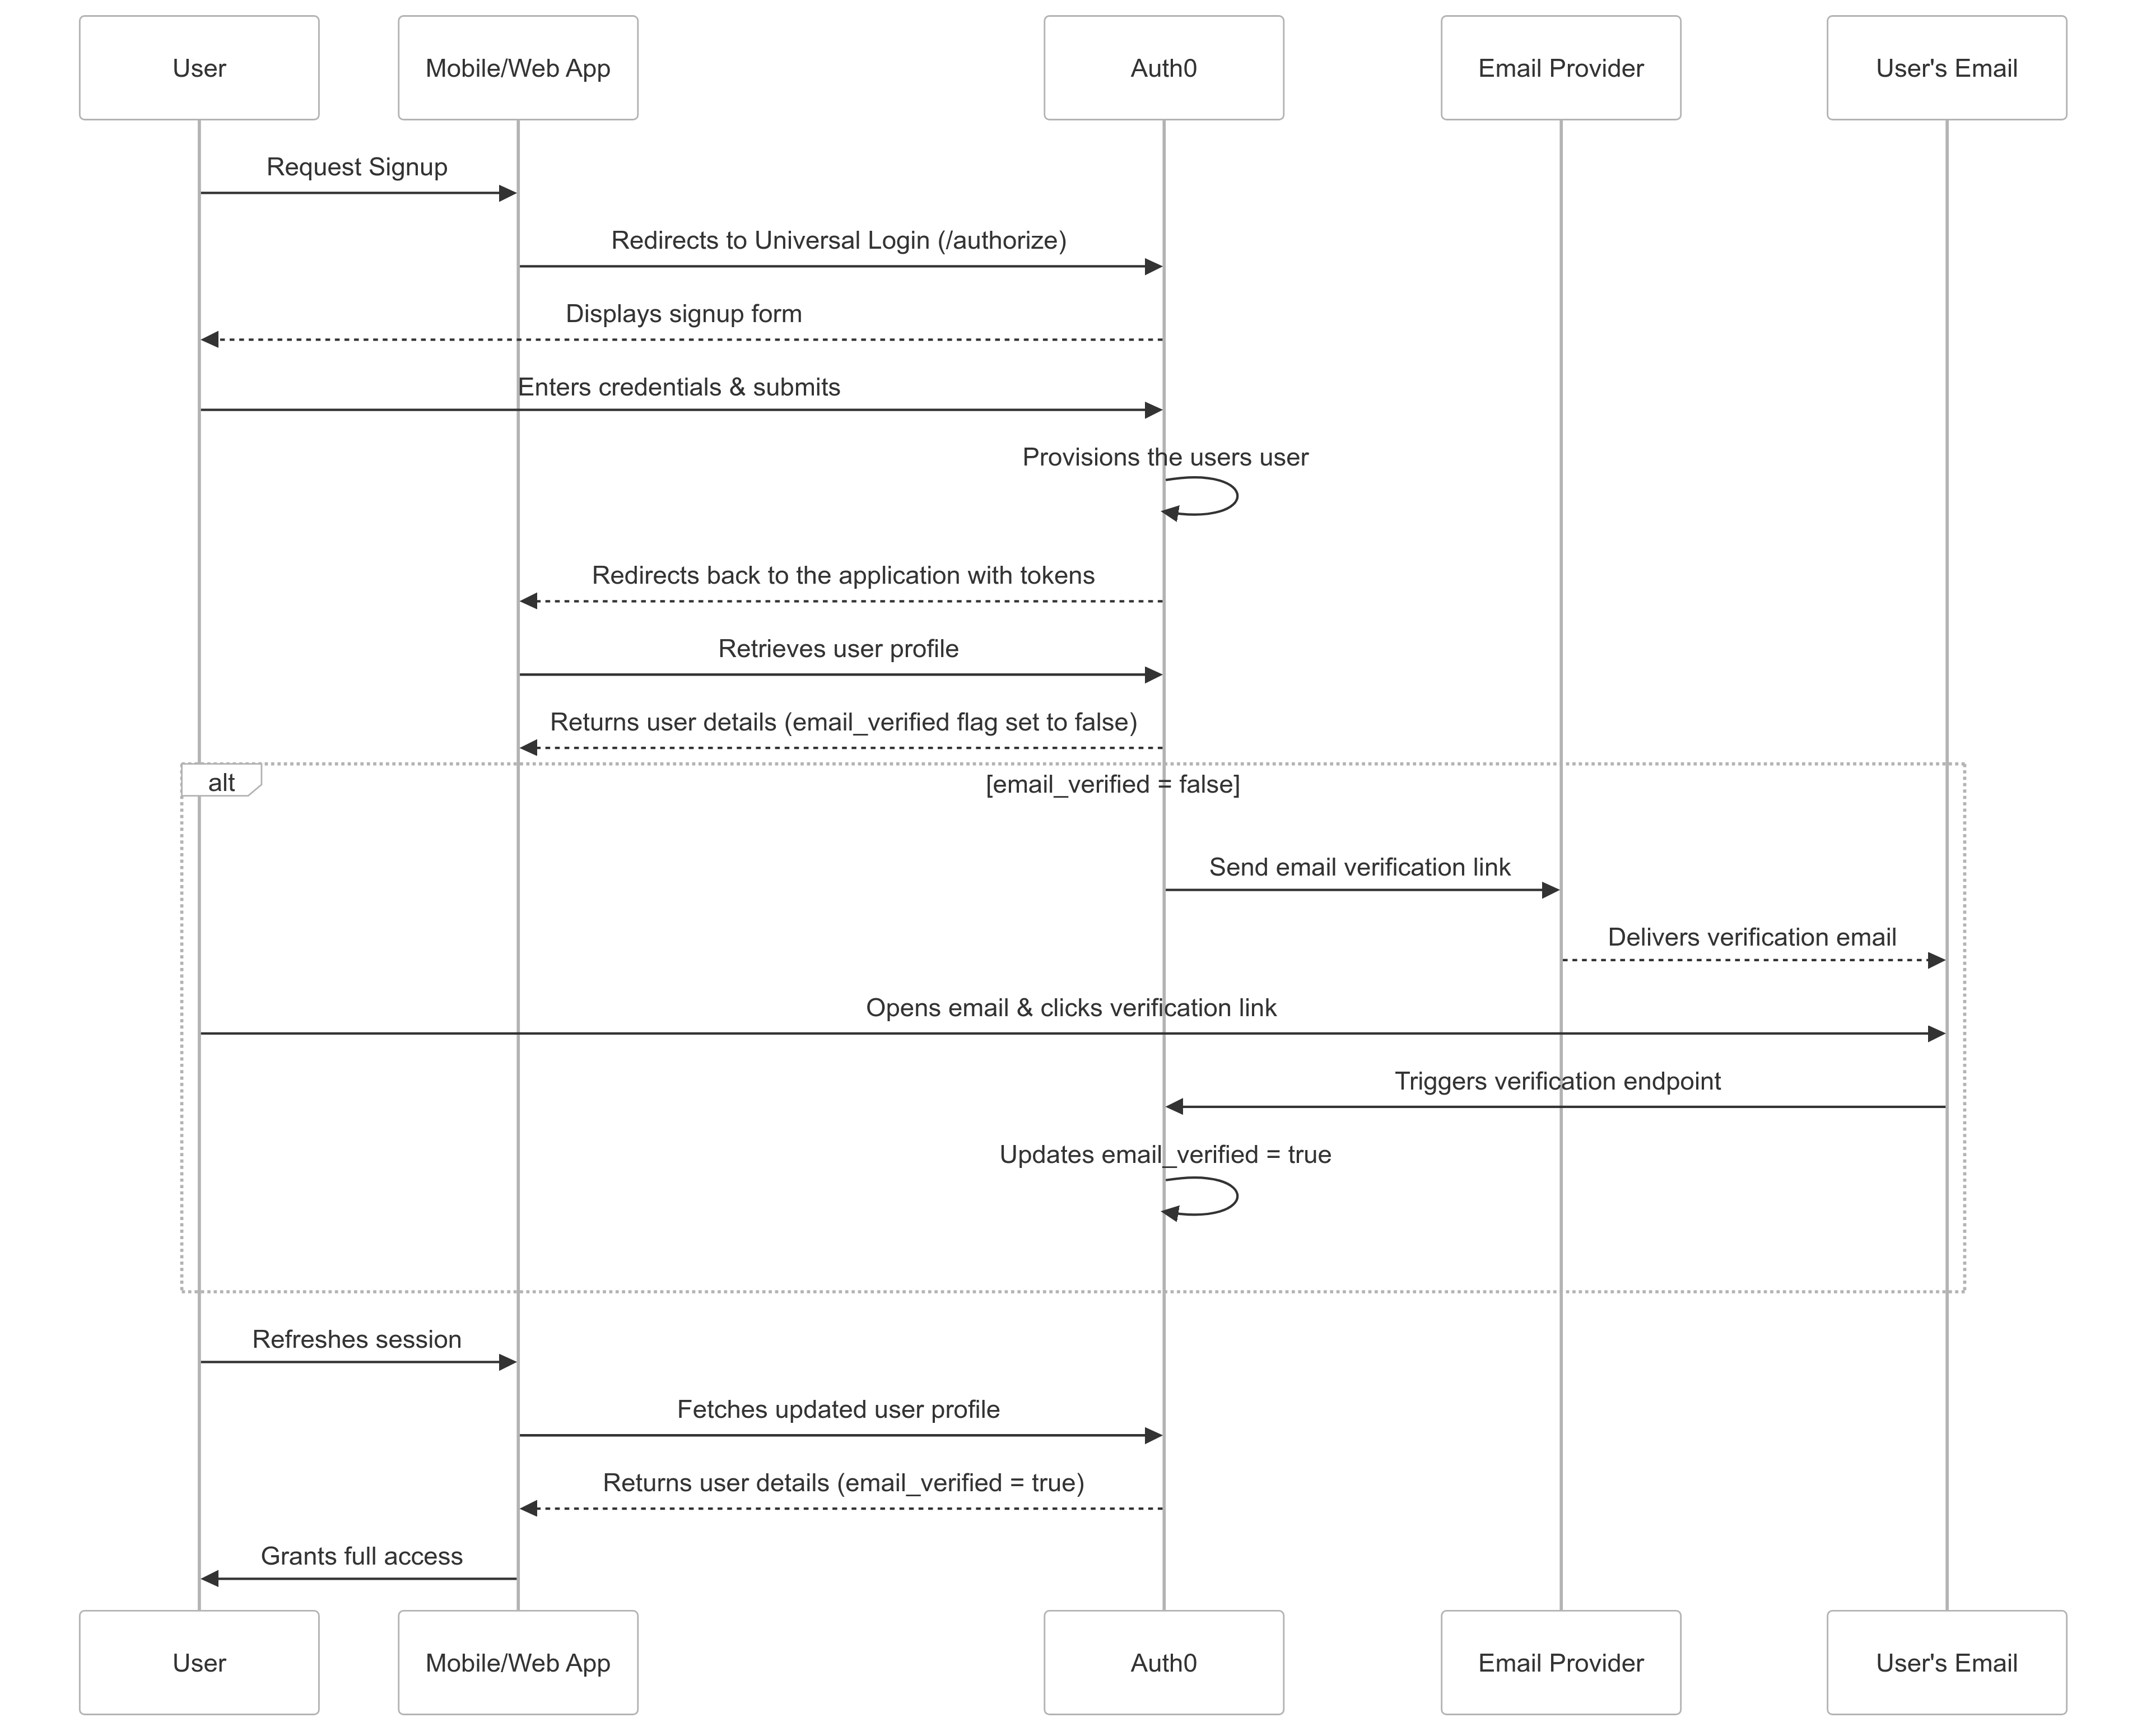 User
Mobile/Web App
Auth0
Email Provider
User's Email
Request Signup
Redirects to Universal Login (/authorize)
Displays signup form
Enters credentials & submits
Provisions the users user
Redirects back to the application with tokens
Retrieves user profile
Returns user details (email_verified flag set to false)
alt
[email_verified = false]
Send email verification link
Delivers verification email
Opens email & clicks verification link
Triggers verification endpoint
Updates email_verified = true
Refreshes session
Fetches updated user profile
Returns user details (email_verified = true)
Grants full access
User
Mobile/Web App
Auth0
Email Provider
User's Email